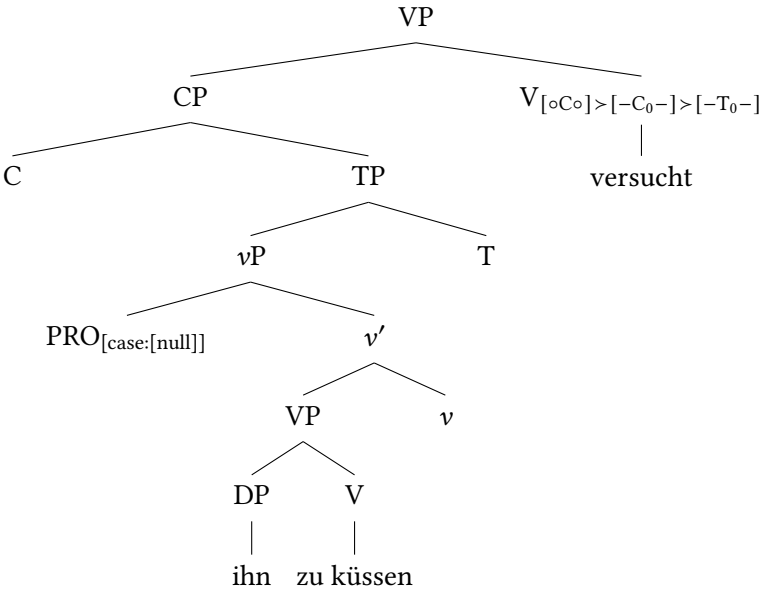 VP
CP V[∘C∘]≻[−C₀−]≻[−T₀−]
C TP versucht
vP T
PRO[case:[null]] v′
VP v
DP V
ihn zu küssen